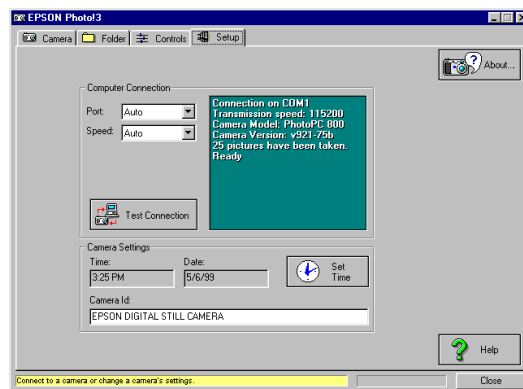 EPSON Photo!3
Camera
Folder
Controls
Setup
About...
Computer Connection
Port: Auto
Speed: Auto
Connection on COM1
Transmission speed: 115200
Camera Model: PhotoPC 800
Camera Version: v921-75b
25 pictures have been taken.
Ready
Test Connection
Camera Settings
Time: Date:
3:25 PM 5/6/99
Set
Time
Camera Id:
EPSON DIGITAL STILL CAMERA
Help
Connect to a camera or change a camera's settings.
Close